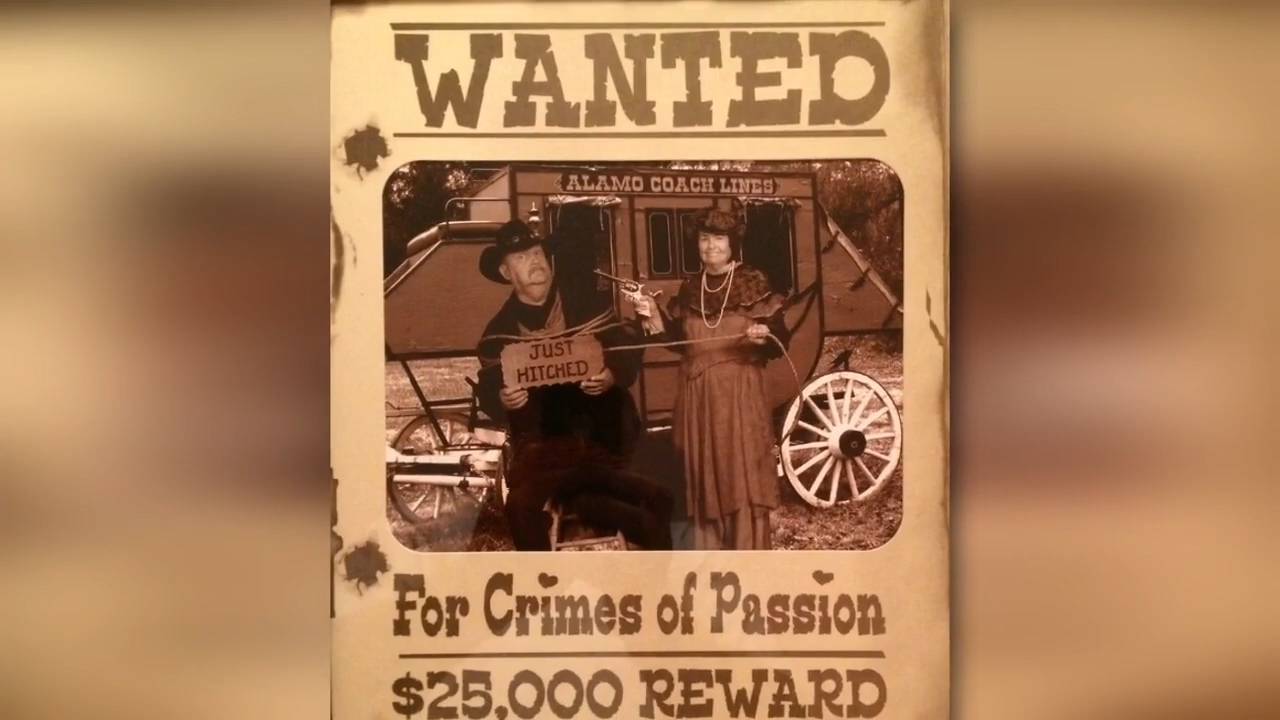 WANTED
ALAMO COACH LINES
JUST
HITCHED
For Crimes of Passion
$25,000 REWARD